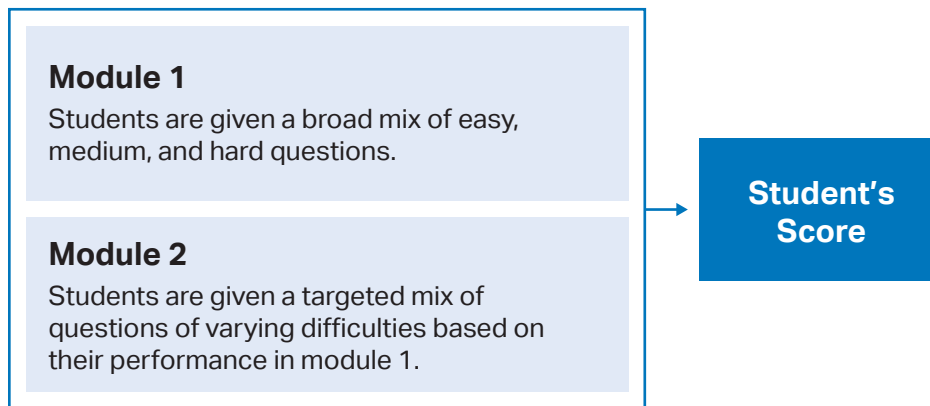 Module 1
Students are given a broad mix of easy,
medium, and hard questions.
Module 2
Students are given a targeted mix of
questions of varying difficulties based on
their performance in module 1.
Student’s
Score